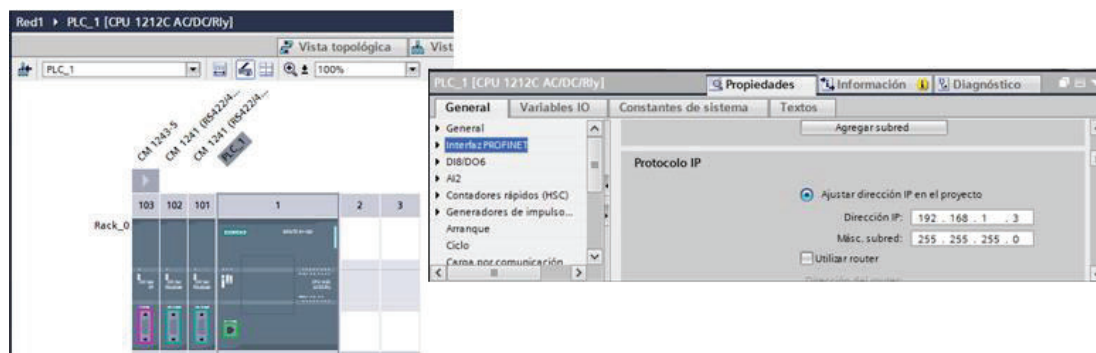 Red1 ▸ PLC_1 [CPU 1212C AC/DC/Rly]
Vista topológica Vist
PLC_1 100%
CM 1243-5
CM 1241 (RS422/4...
CM 1241 (RS422/4...
PLC_1
103 102 101 1 2 3
Rack_0
SIEMENS
PLC_1 [CPU 1212C AC/DC/Rly]
Propiedades Información Diagnóstico
General Variables IO Constantes de sistema Textos
General
Interfaz PROFINET
DI8/DO6
AI2
Contadores rápidos (HSC)
Generadores de impulso...
Arranque
Ciclo
Carga por comunicación
Agregar subred
Protocolo IP
Ajustar dirección IP en el proyecto
Dirección IP: 192 . 168 . 1 . 3
Másc. subred: 255 . 255 . 255 . 0
Utilizar router
Dirección del router: